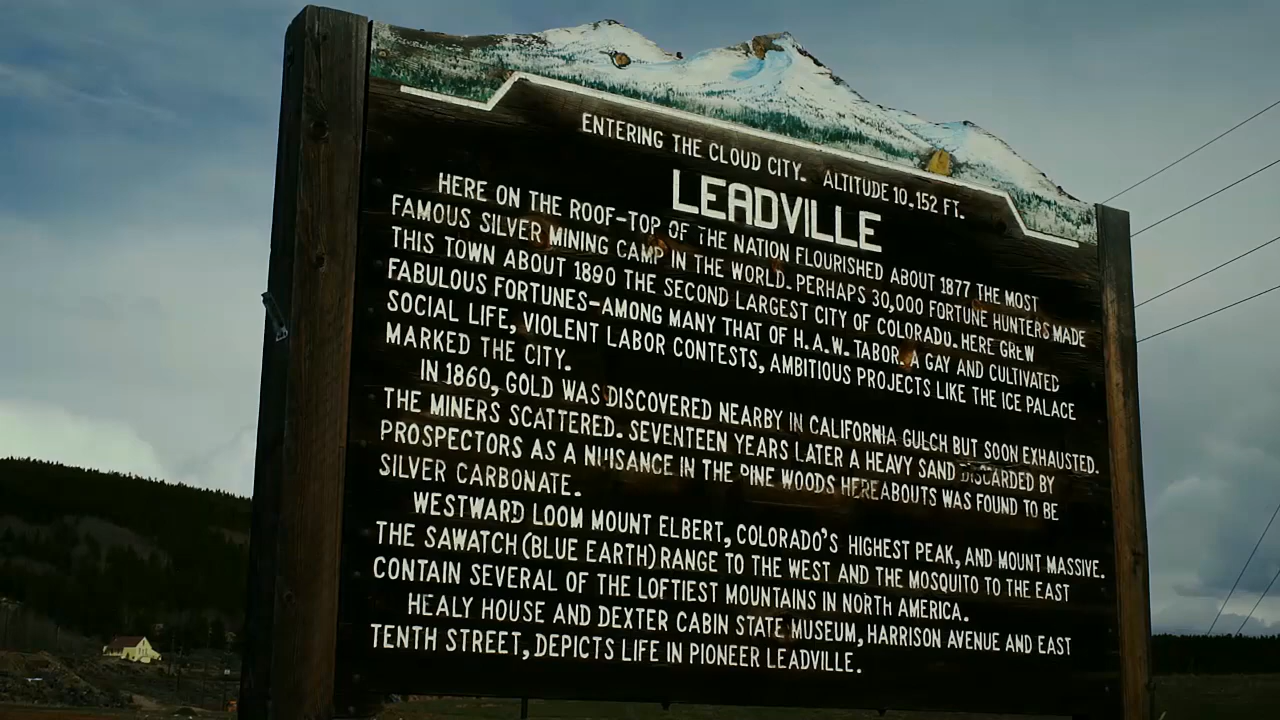 ENTERING THE CLOUD CITY. ALTITUDE 10,152 FT.
LEADVILLE
HERE ON THE ROOF-TOP OF THE NATION FLOURISHED ABOUT 1877 THE MOST
FAMOUS SILVER MINING CAMP IN THE WORLD. PERHAPS 30,000 FORTUNE HUNTERS MADE
THIS TOWN ABOUT 1890 THE SECOND LARGEST CITY OF COLORADO. HERE GREW
FABULOUS FORTUNES-AMONG MANY THAT OF H.A.W. TABOR. A GAY AND CULTIVATED
SOCIAL LIFE, VIOLENT LABOR CONTESTS, AMBITIOUS PROJECTS LIKE THE ICE PALACE
MARKED THE CITY.
IN 1860, GOLD WAS DISCOVERED NEARBY IN CALIFORNIA GULCH BUT SOON EXHAUSTED.
THE MINERS SCATTERED. SEVENTEEN YEARS LATER A HEAVY SAND DISCARDED BY
PROSPECTORS AS A NUISANCE IN THE PINE WOODS HEREABOUTS WAS FOUND TO BE
SILVER CARBONATE.
WESTWARD LOOM MOUNT ELBERT, COLORADO'S HIGHEST PEAK, AND MOUNT MASSIVE.
THE SAWATCH (BLUE EARTH) RANGE TO THE WEST AND THE MOSQUITO TO THE EAST
CONTAIN SEVERAL OF THE LOFTIEST MOUNTAINS IN NORTH AMERICA.
HEALY HOUSE AND DEXTER CABIN STATE MUSEUM, HARRISON AVENUE AND EAST
TENTH STREET, DEPICTS LIFE IN PIONEER LEADVILLE.